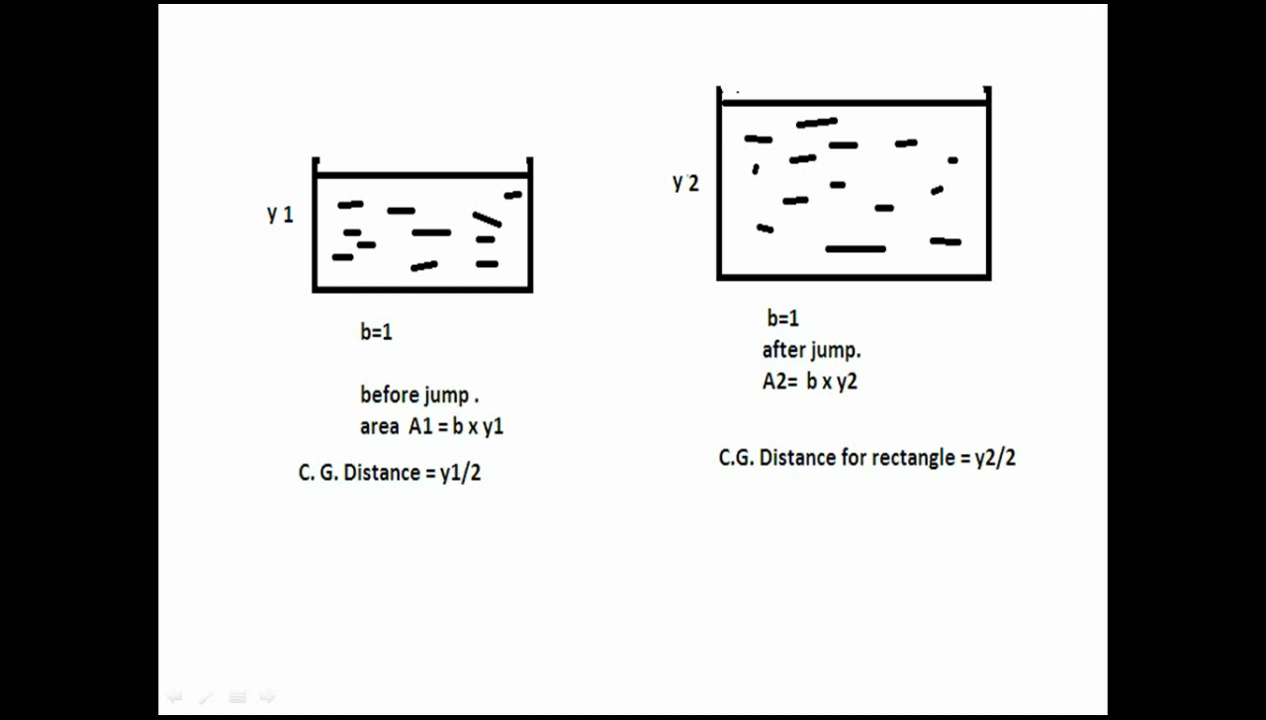 y 1
b=1
before jump .
area A1 = b x y1
C. G. Distance = y1/2
y 2
b=1
after jump.
A2= b x y2
C.G. Distance for rectangle = y2/2